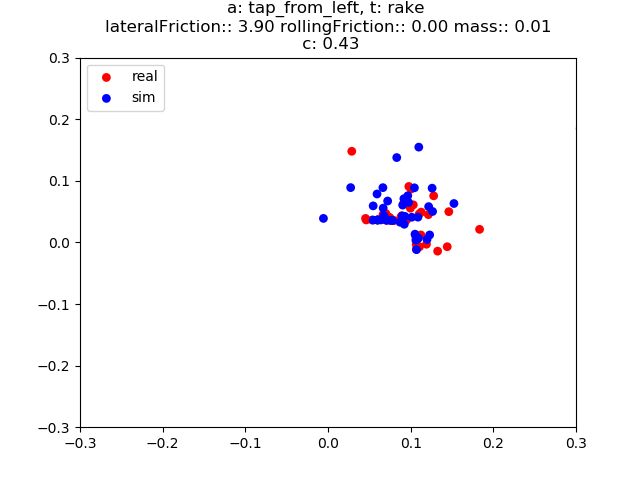 a: tap_from_left, t: rake
lateralFriction:: 3.90 rollingFriction:: 0.00 mass:: 0.01
c: 0.43
real
sim
0.3
0.2
0.1
0.0
−0.1
−0.2
−0.3
−0.3 −0.2 −0.1 0.0 0.1 0.2 0.3